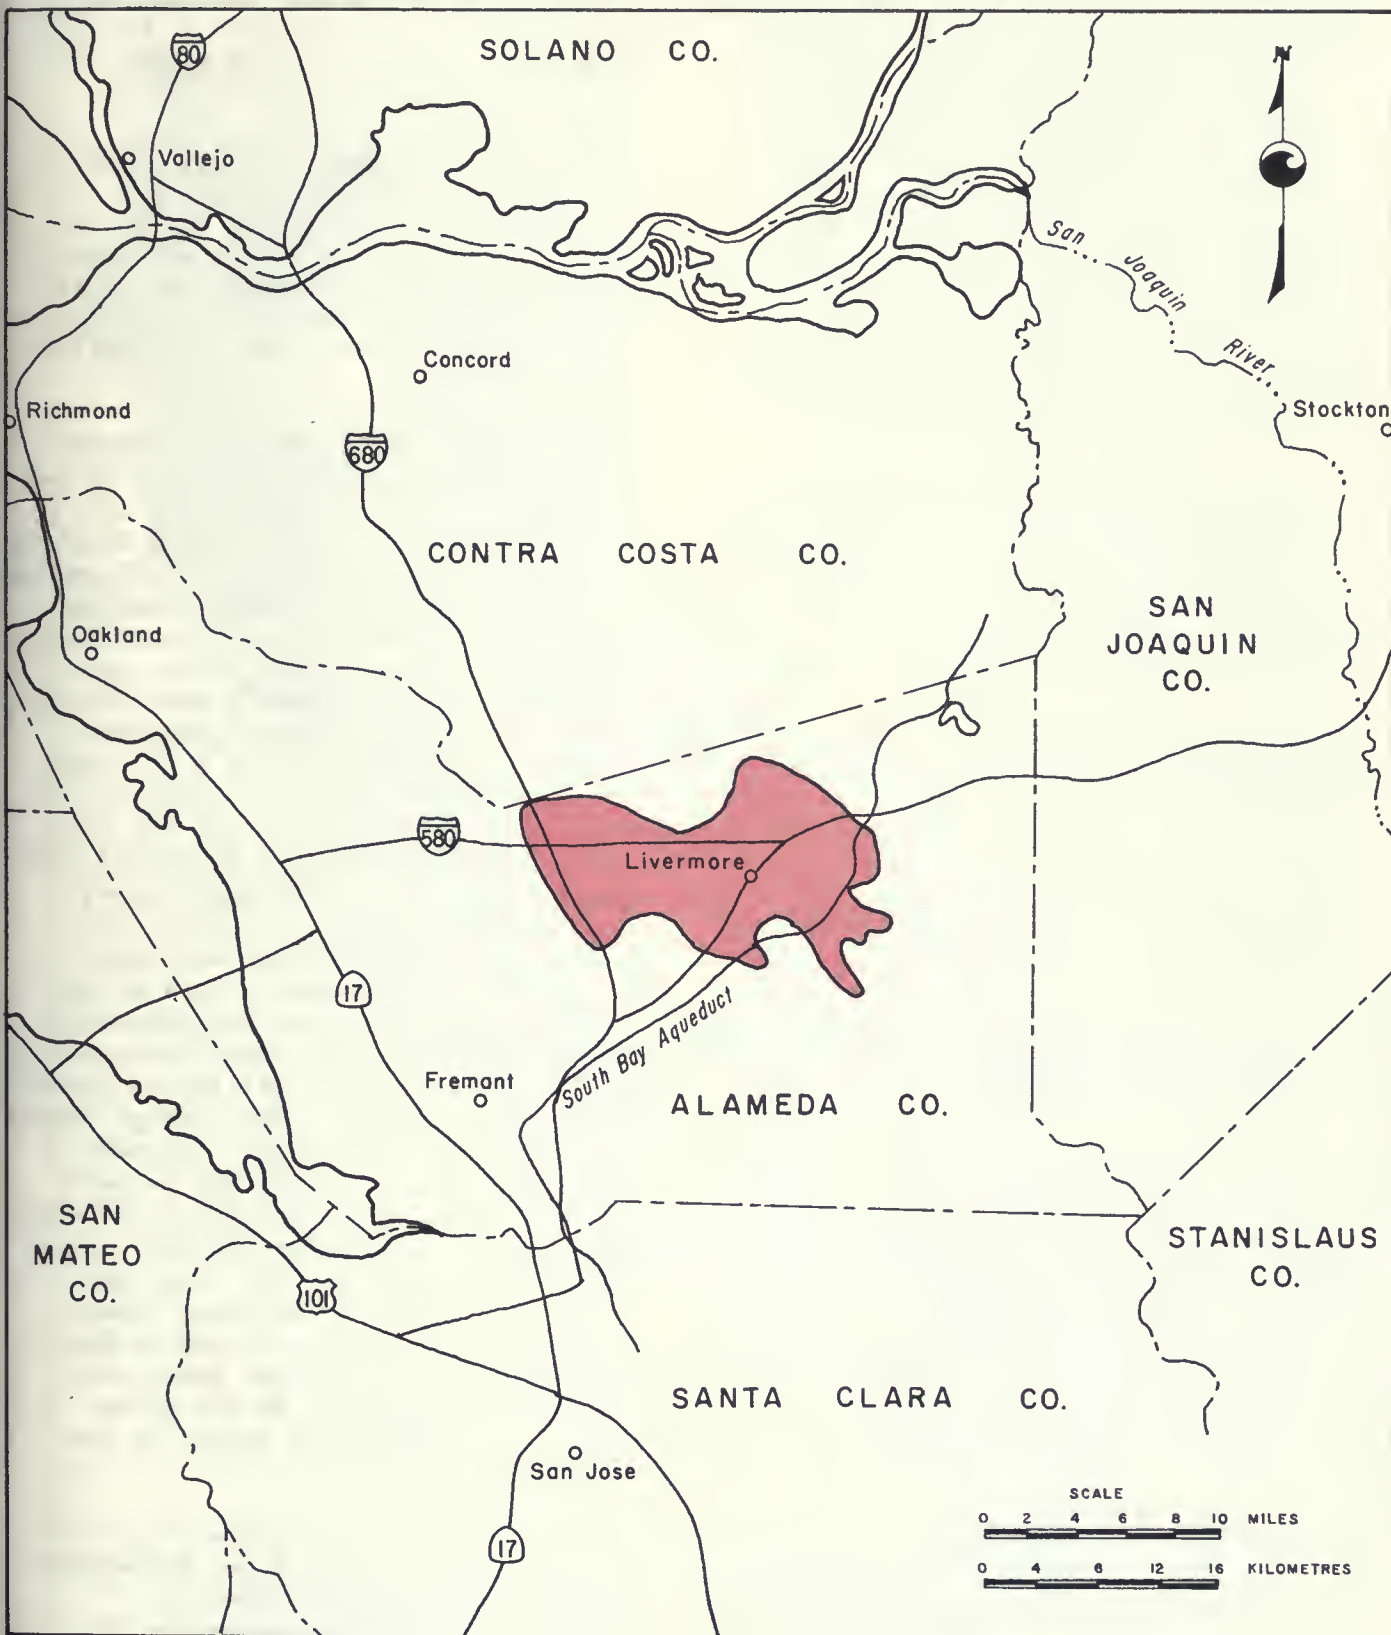 SOLANO CO.
N
80
Vallejo
San Joaquin River
Concord
Richmond
Stockton
680
CONTRA COSTA CO.
SAN
JOAQUIN
CO.
Oakland
580
Livermore
17
South Bay Aqueduct
Fremant
ALAMEDA CO.
SAN
MATEO
CO.
STANISLAUS
CO.
101
SANTA CLARA CO.
San Jose
17
SCALE
0 2 4 6 8 10 MILES
0 4 8 12 16 KILOMETRES